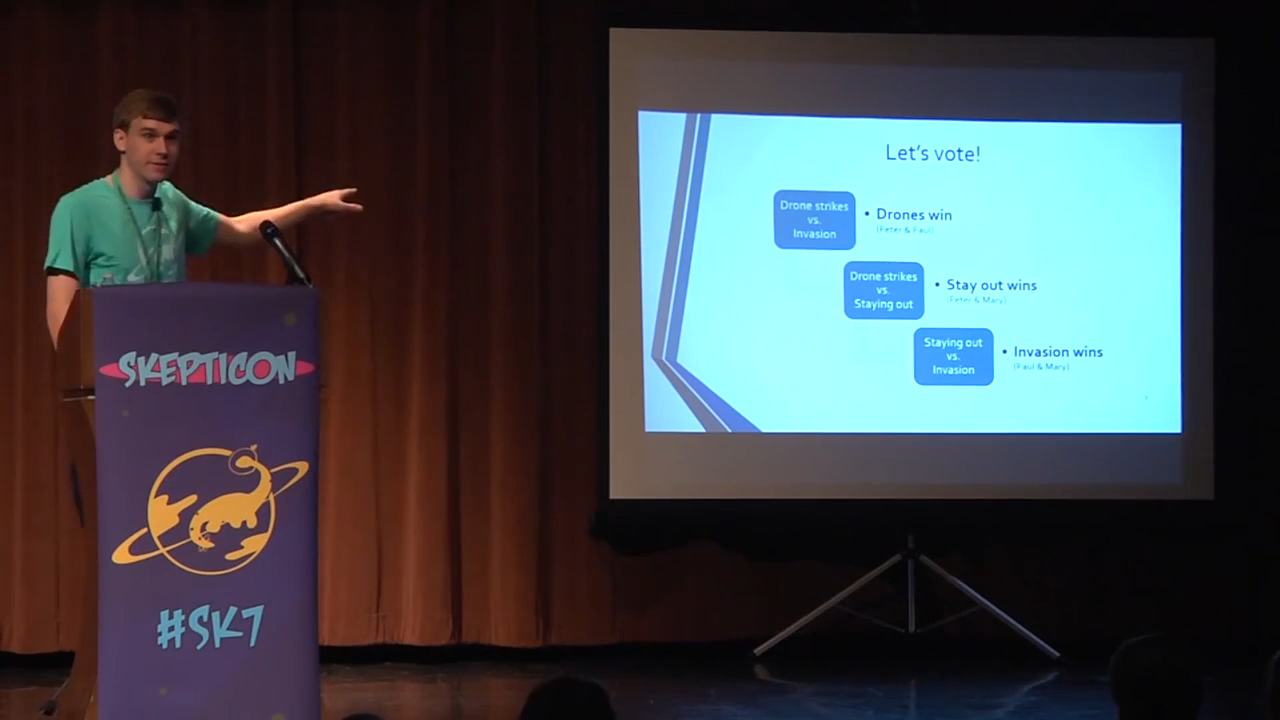 Let's vote!
Drone strikes
vs.
Invasion
• Drones win
(Peter & Paul)
Drone strikes
vs.
Staying out
• Stay out wins
(Peter & Mary)
Staying out
vs.
Invasion
• Invasion wins
(Paul & Mary)
SKEPTICON
#SK7